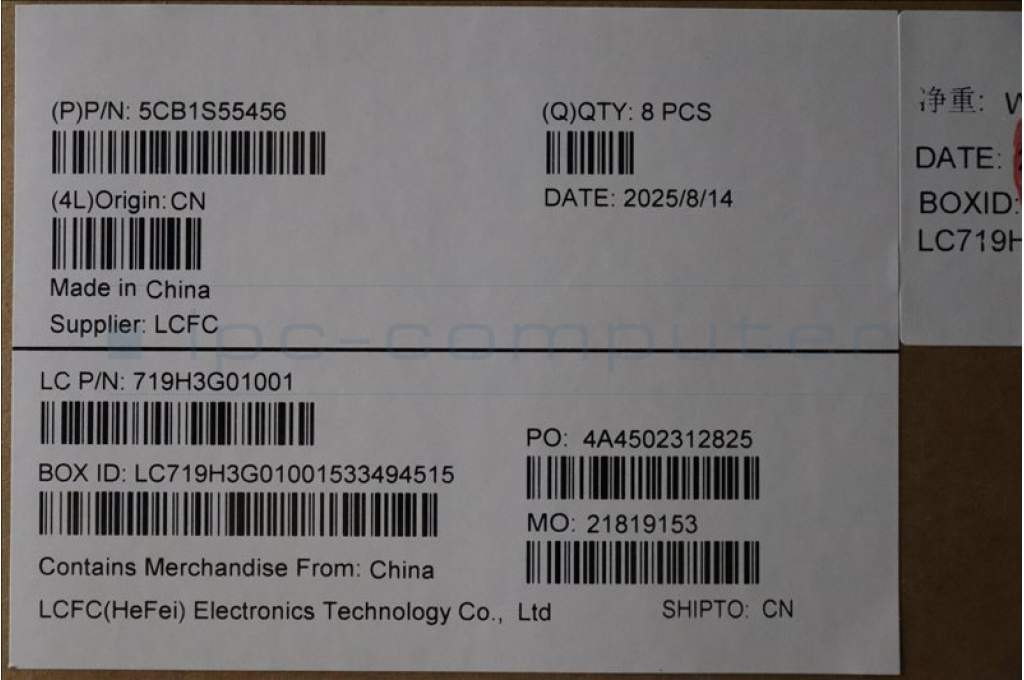 (P)P/N: 5CB1S55456
(Q)QTY: 8 PCS
(4L)Origin: CN
DATE: 2025/8/14
Made in China
Supplier: LCFC
ipc-computer
LC P/N: 719H3G01001
PO: 4A4502312825
BOX ID: LC719H3G01001533494515
MO: 21819153
Contains Merchandise From: China
LCFC(HeFei) Electronics Technology Co., Ltd
SHIPTO: CN
净重:
DATE:
BOXID:
LC719H